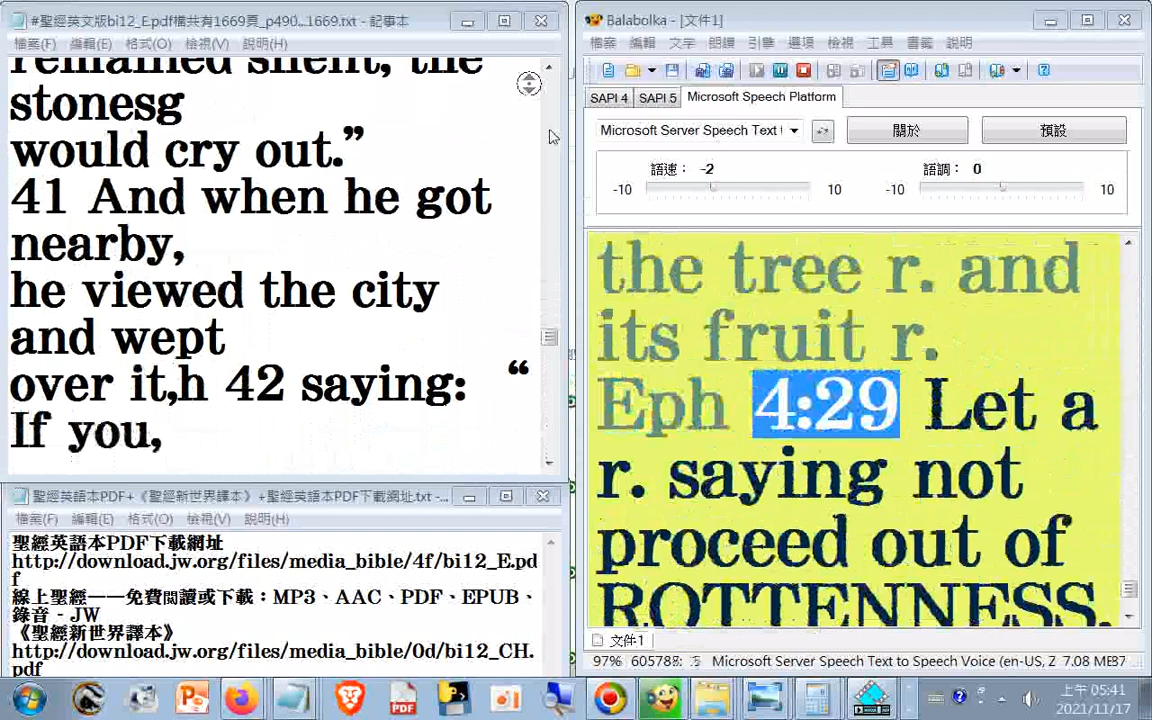 #聖經英文版bi12_E.pdf檔共有1669頁_p490...1669.txt - 記事本
檔案(F) 編輯(E) 格式(O) 檢視(V) 說明(H)
remained silent, the
stonesg
would cry out.”
41 And when he got
nearby,
he viewed the city
and wept
over it,h 42 saying: “
If you,
聖經英語本PDF+《聖經新世界譯本》+聖經英語本PDF下載網址.txt - ...
檔案(F) 編輯(E) 格式(O) 檢視(V) 說明(H)
聖經英語本PDF下載網址
http://download.jw.org/files/media_bible/4f/bi12_E.pd
f
線上聖經——免費閱讀或下載：MP3、AAC、PDF、EPUB、
錄音 - JW
《聖經新世界譯本》
http://download.jw.org/files/media_bible/0d/bi12_CH.
pdf
Balabolka - [文件1]
檔案 編輯 文字 朗讀 引擎 選項 檢視 工具 書籤 說明
SAPI 4 SAPI 5 Microsoft Speech Platform
Microsoft Server Speech Text 關於 預設
語速： -2 語調： 0
-10 10 -10 10
the tree r. and
its fruit r.
Eph 4:29 Let a
r. saying not
proceed out of
ROTTENNESS,
文件1
97% Microsoft Server Speech Text to Speech Voice (en-US, Z 7.08 MB
上午 05:41
2021/11/17